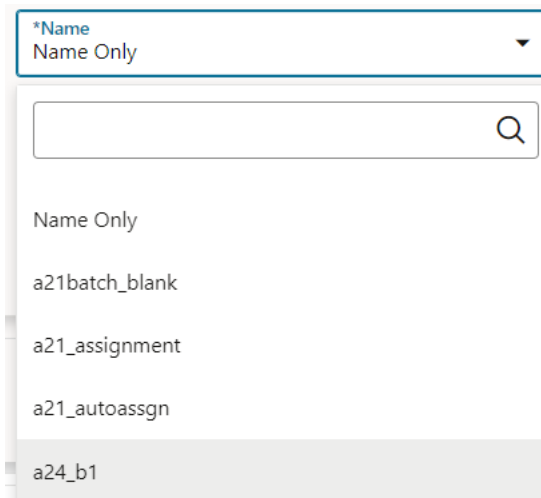 *Name
Name Only
Name Only
a21batch_blank
a21_assignment
a21_autoassgn
a24_b1